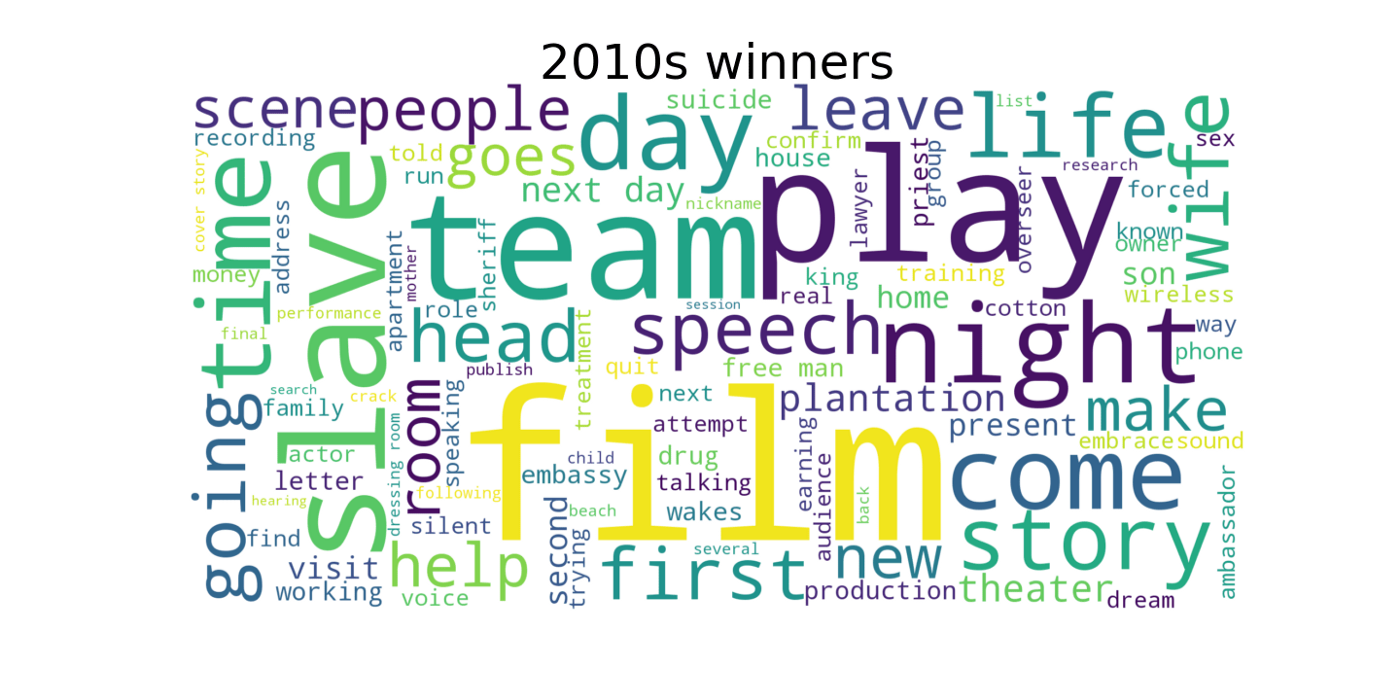 2010s winners
scene people suicide leave life list wife
recording day confirm sex
cover story time told goes house play priest group research
run next day lawyer overseer forced
slave nickname known
address team sheriff owner
money apartment mother king training son
role session real home cotton wireless
performance head speech night way
final treatment phone
publish quit free man
search room speaking next plantation make
going family crack film attempt present
dressing room embrace sound
actor child drug earning come
letter embassy talking audience
hearing following wakes back ambassador
silent second beach story
find trying several new
visit help first
working voice production theater dream